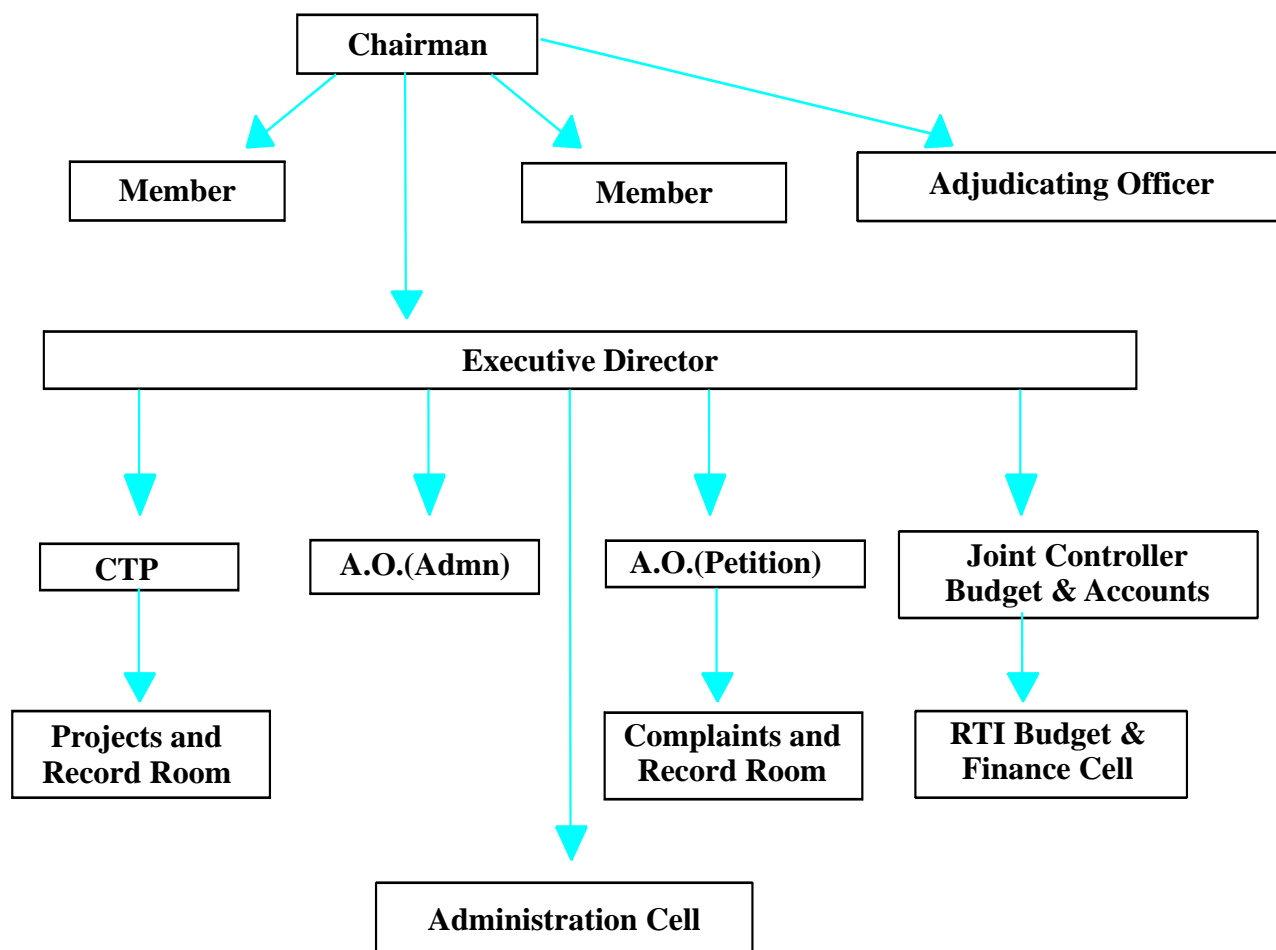 Chairman
Member
Member
Adjudicating Officer
Executive Director
CTP
A.O.(Admn)
A.O.(Petition)
Joint Controller
Budget & Accounts
Projects and
Record Room
Complaints and
Record Room
RTI Budget &
Finance Cell
Administration Cell